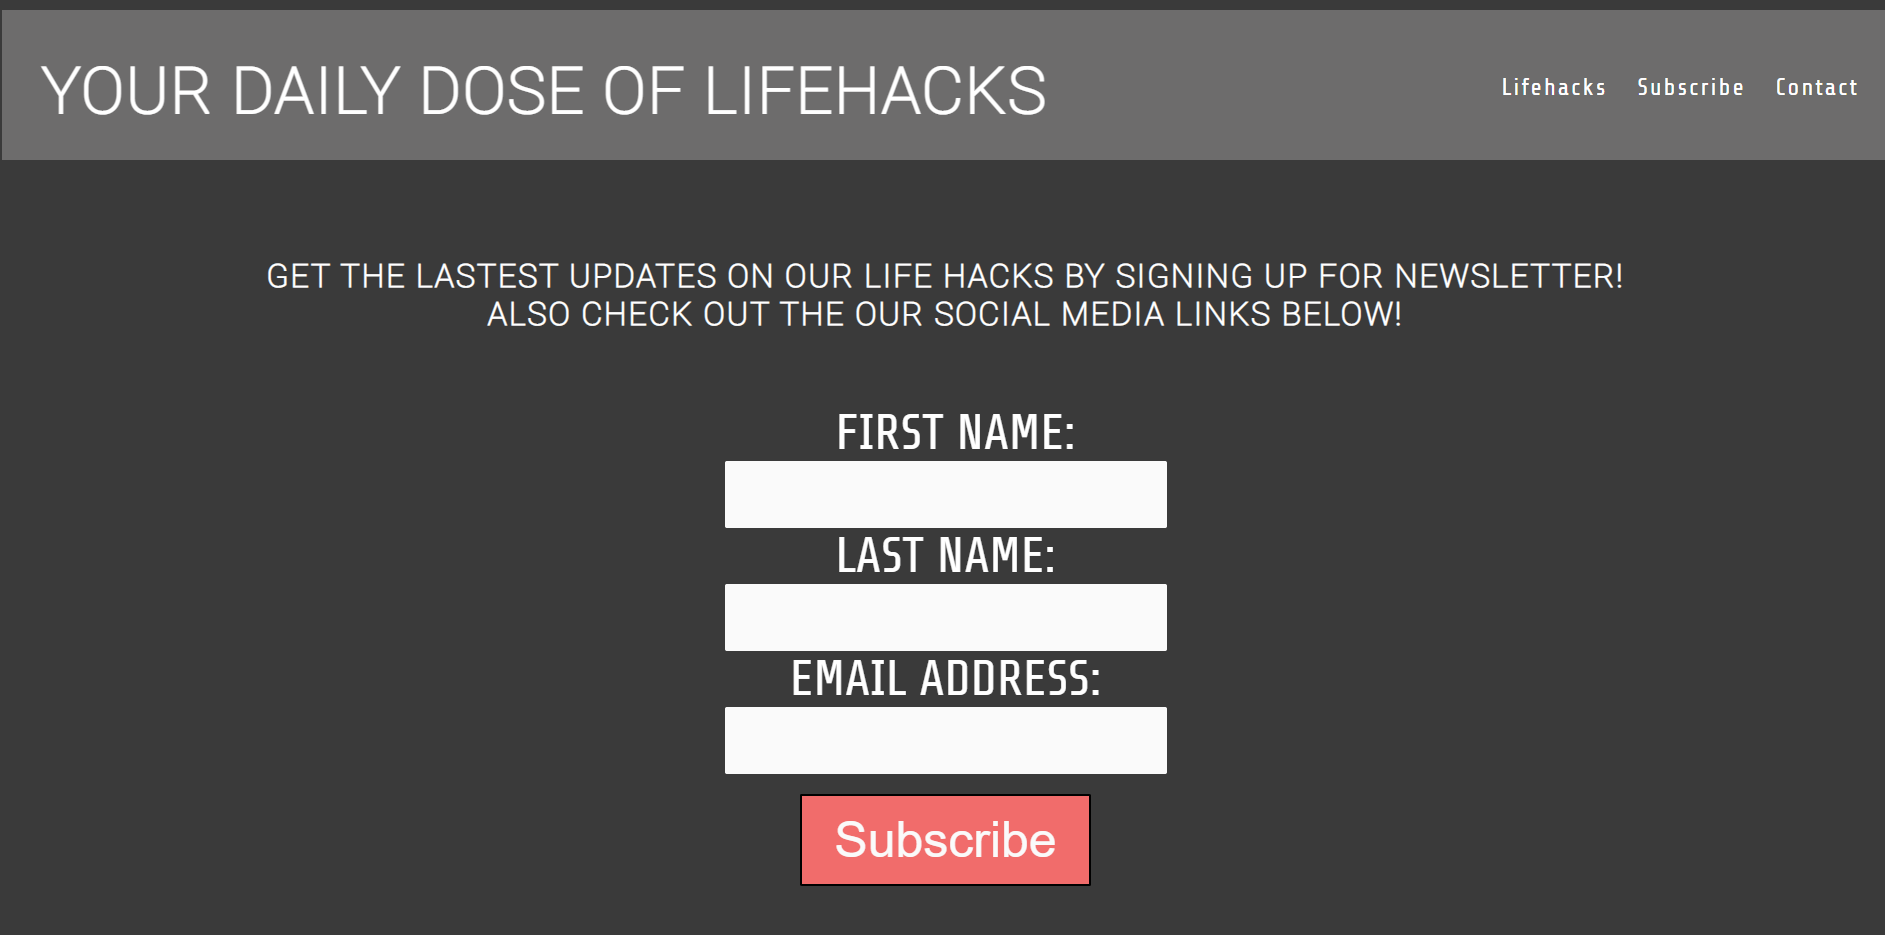 YOUR DAILY DOSE OF LIFEHACKS
Lifehacks Subscribe Contact
GET THE LASTEST UPDATES ON OUR LIFE HACKS BY SIGNING UP FOR NEWSLETTER!
ALSO CHECK OUT THE OUR SOCIAL MEDIA LINKS BELOW!
FIRST NAME:
LAST NAME:
EMAIL ADDRESS:
Subscribe